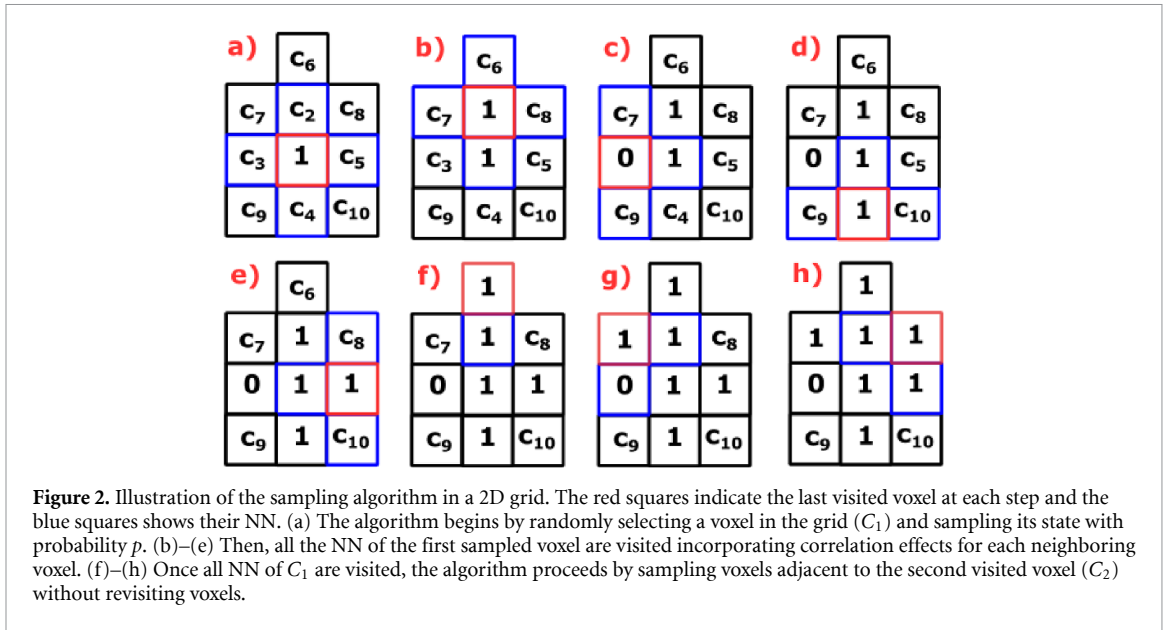 a) b) c) d)
C6 C6 C6 C6
C7 C2 C8 C7 1 C8 C7 1 C8 C7 1 C8
C3 1 C5 C3 1 C5 0 1 C5 0 1 C5
C9 C4 C10 C9 C4 C10 C9 C4 C10 C9 1 C10
e) f) g) h)
C6 1 1 1
C7 1 C8 C7 1 C8 1 1 C8 1 1 1
0 1 1 0 1 1 0 1 1 0 1 1
C9 1 C10 C9 1 C10 C9 1 C10 C9 1 C10
Figure 2. Illustration of the sampling algorithm in a 2D grid. The red squares indicate the last visited voxel at each step and the
blue squares shows their NN. (a) The algorithm begins by randomly selecting a voxel in the grid (C1) and sampling its state with
probability p. (b)–(e) Then, all the NN of the first sampled voxel are visited incorporating correlation effects for each neighboring
voxel. (f)–(h) Once all NN of C1 are visited, the algorithm proceeds by sampling voxels adjacent to the second visited voxel (C2)
without revisiting voxels.